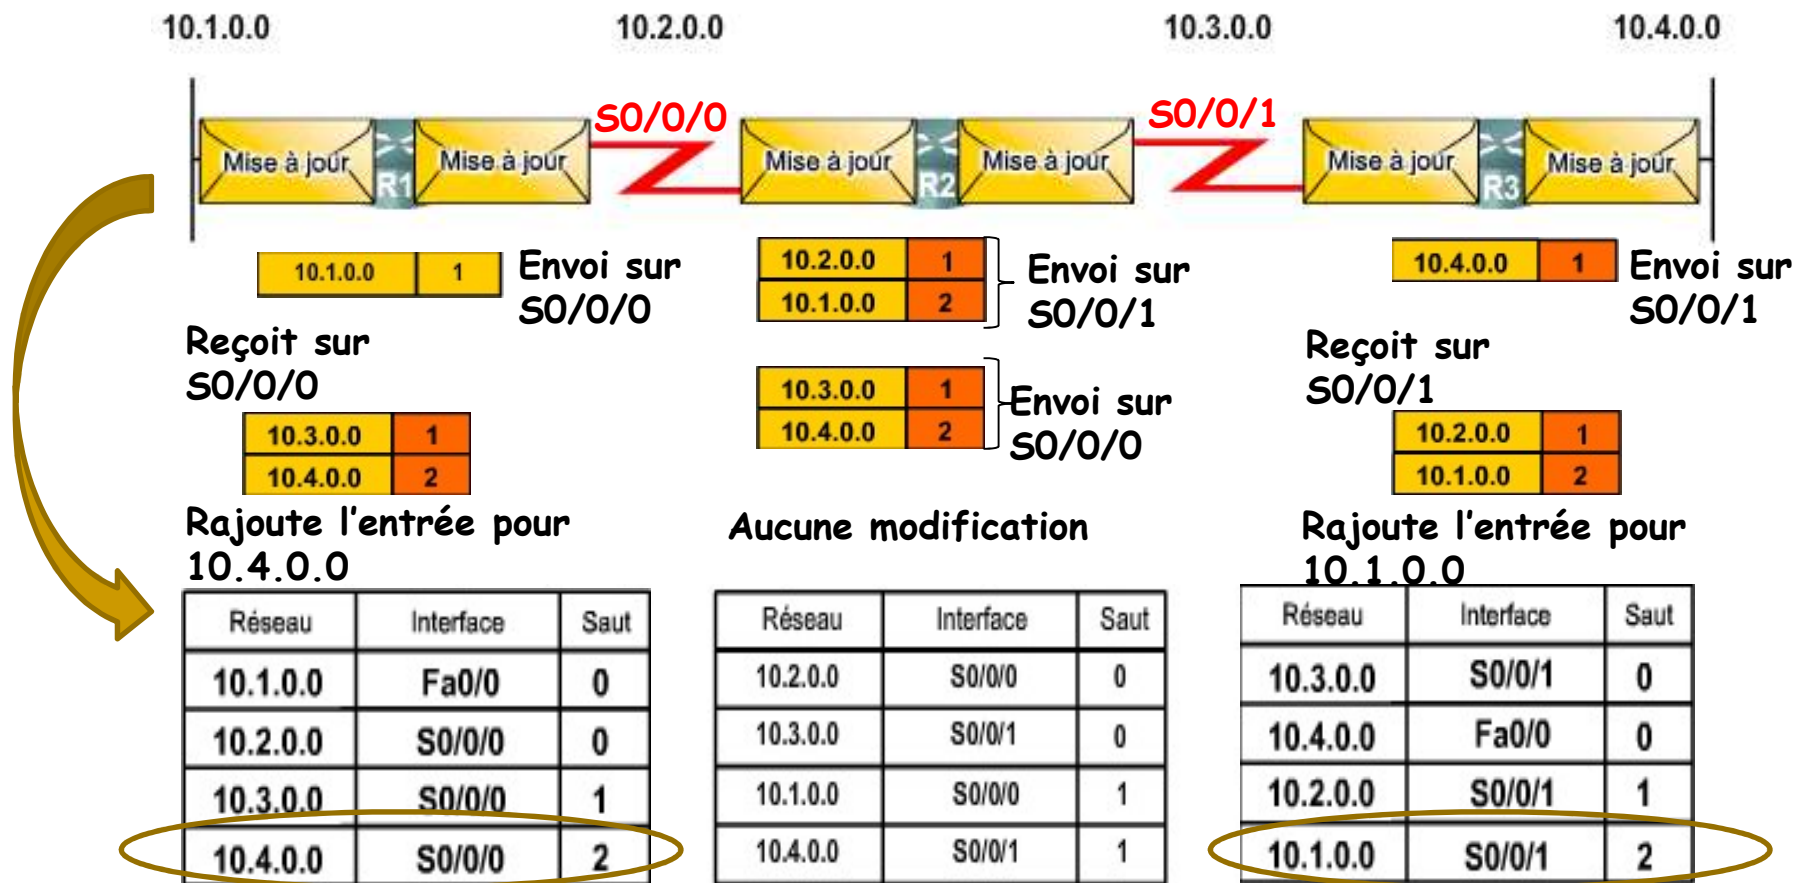 10.1.0.0 10.2.0.0 10.3.0.0 10.4.0.0
S0/0/0 S0/0/1
Mise à jour R1 Mise à jour Mise à jour R2 Mise à jour Mise à jour R3 Mise à jour
10.1.0.0 1
Envoi sur
S0/0/0
10.2.0.0 1
10.1.0.0 2
Envoi sur
S0/0/1
10.4.0.0 1
Envoi sur
S0/0/1
Reçoit sur
S0/0/0
10.3.0.0 1
10.4.0.0 2
10.3.0.0 1
10.4.0.0 2
Envoi sur
S0/0/0
Reçoit sur
S0/0/1
10.2.0.0 1
10.1.0.0 2
Rajoute l'entrée pour
10.4.0.0
Aucune modification
Rajoute l'entrée pour
10.1.0.0
Réseau Interface Saut
10.1.0.0 Fa0/0 0
10.2.0.0 S0/0/0 0
10.3.0.0 S0/0/0 1
10.4.0.0 S0/0/0 2
Réseau Interface Saut
10.2.0.0 S0/0/0 0
10.3.0.0 S0/0/1 0
10.1.0.0 S0/0/0 1
10.4.0.0 S0/0/1 1
Réseau Interface Saut
10.3.0.0 S0/0/1 0
10.4.0.0 Fa0/0 0
10.2.0.0 S0/0/1 1
10.1.0.0 S0/0/1 2